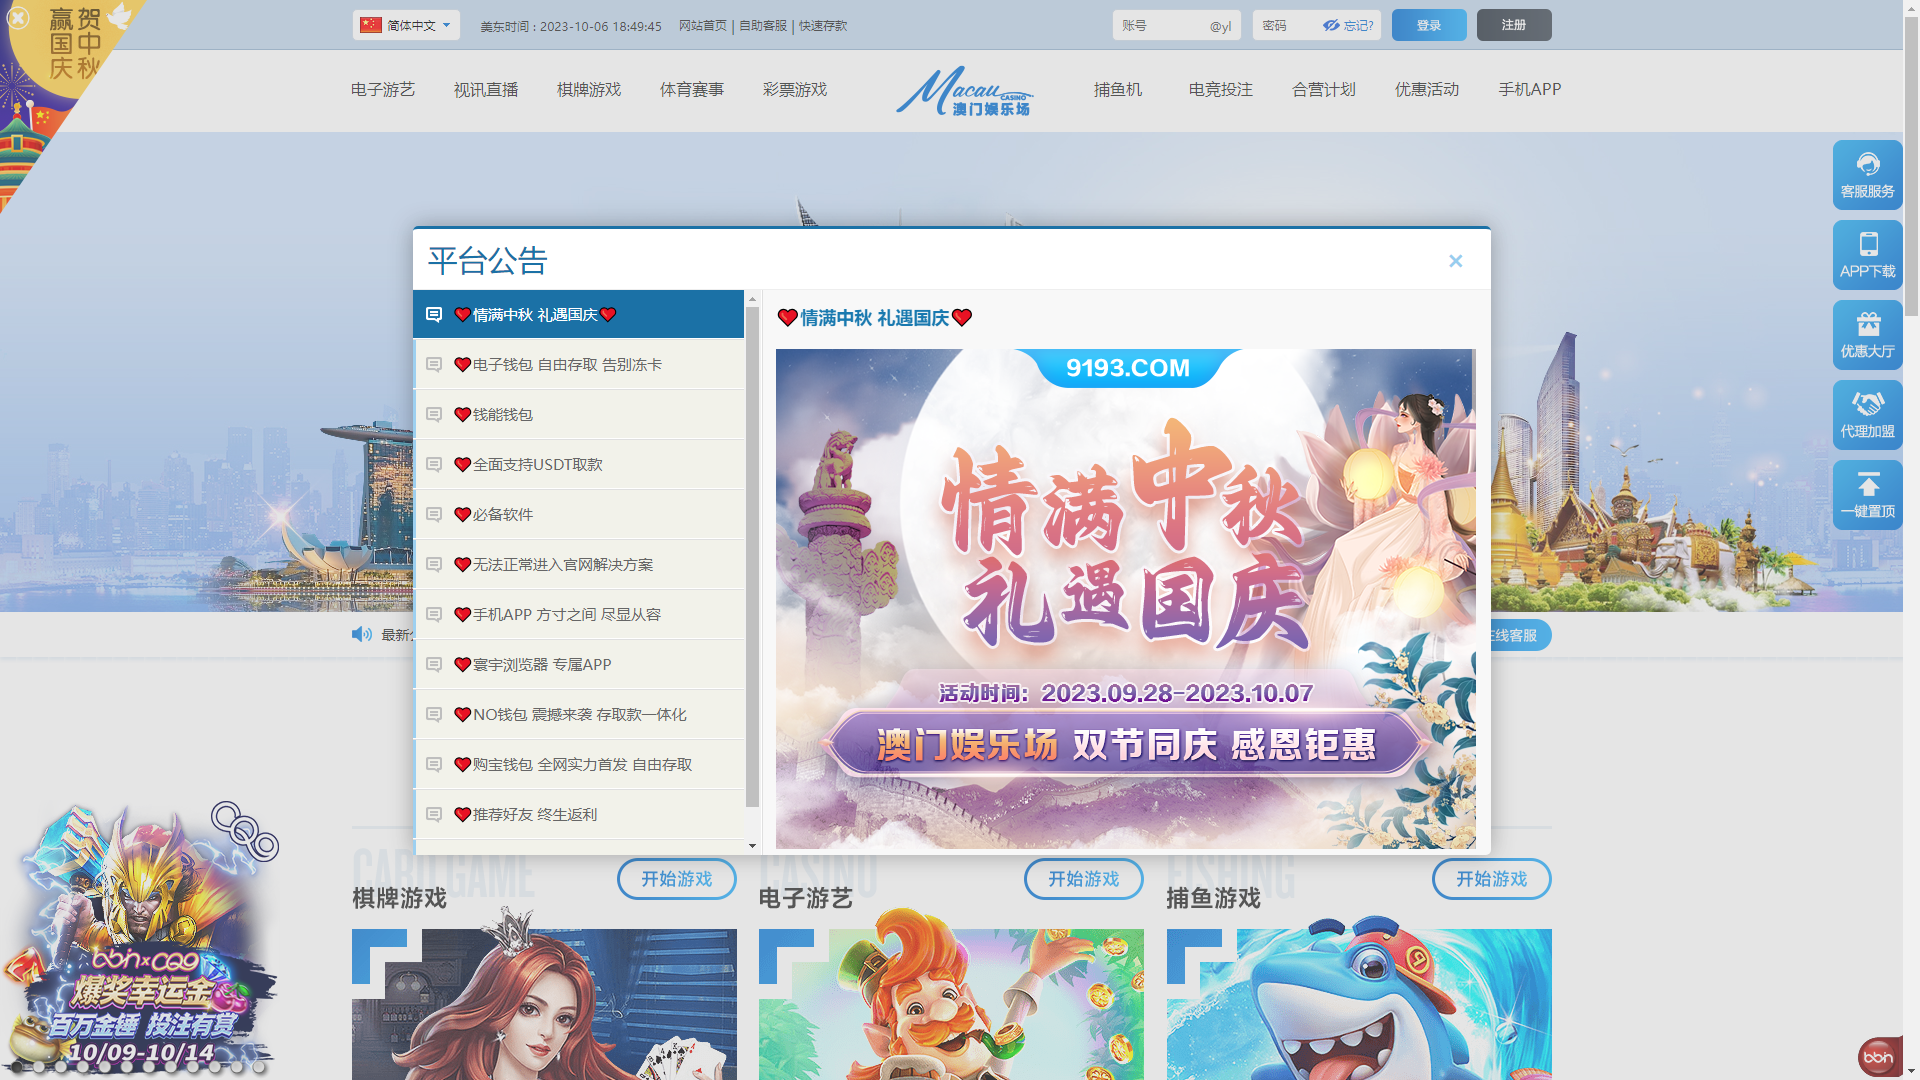 贺中秋
赢国庆
简体中文
美东时间 : 2023-10-06 18:49:45
网站首页 | 自助客服 | 快速存款
账号
@yl
密码
忘记?
登录
注册
电子游艺
视讯直播
棋牌游戏
体育赛事
彩票游戏
Macau
CASINO
澳门娱乐场
捕鱼机
电竞投注
合营计划
优惠活动
手机APP
客服服务
APP下载
优惠大厅
代理加盟
一键置顶
平台公告
×
❤情满中秋 礼遇国庆❤
❤电子钱包 自由存取 告别冻卡
❤钱能钱包
❤全面支持USDT取款
❤必备软件
❤无法正常进入官网解决方案
❤手机APP 方寸之间 尽显从容
❤寰宇浏览器 专属APP
❤NO钱包 震撼来袭 存取款一体化
❤购宝钱包 全网实力首发 自由存取
❤推荐好友 终生返利
❤情满中秋 礼遇国庆❤
9193.COM
情满中秋
礼遇国庆
活动时间: 2023.09.28-2023.10.07
澳门娱乐场 双节同庆 感恩钜惠
最新
在线客服
CARD GAME
棋牌游戏
开始游戏
CASINO
电子游艺
开始游戏
FISHING
捕鱼游戏
开始游戏
bbn x CQ9
爆奖幸运金
百万金锤 投注有赏
10/09-10/14
bbn